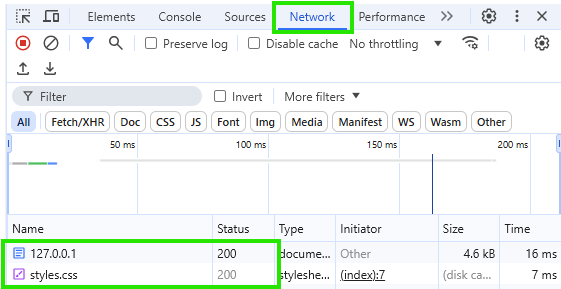 Elements Console Sources Network Performance
Preserve log Disable cache No throttling
Filter Invert More filters
All Fetch/XHR Doc CSS JS Font Img Media Manifest WS Wasm Other
50 ms 100 ms 150 ms 200 ms
Name Status Type Initiator Size Time
127.0.0.1 200 docume... Other 4.6 kB 16 ms
styles.css 200 styleshe... (index):7 (disk ca... 7 ms